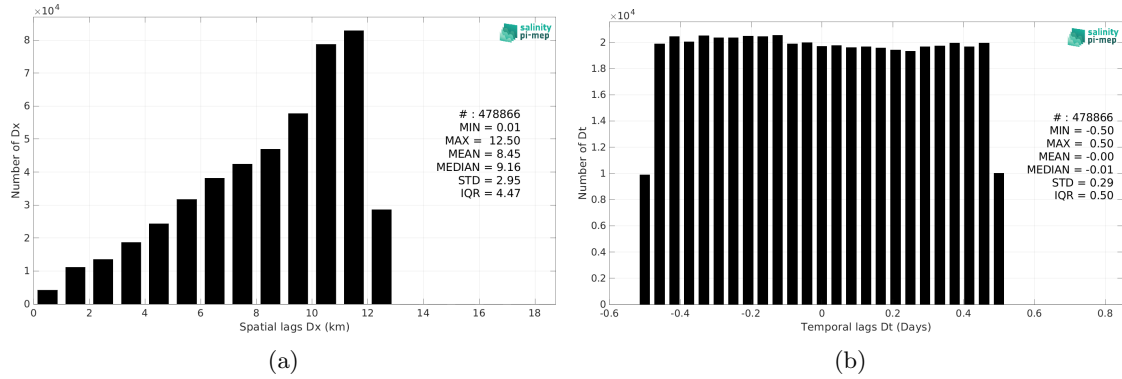 ×10⁴
8
7
6
5
4
3
2
1
0
Number of Dx
0 2 4 6 8 10 12 14 16 18
Spatial lags Dx (km)
salinity
pi-mep
# : 478866
MIN = 0.01
MAX = 12.50
MEAN = 8.45
MEDIAN = 9.16
STD = 2.95
IQR = 4.47
(a)
×10⁴
2.2
2
1.8
1.6
1.4
1.2
1
0.8
0.6
0.4
0.2
0
Number of Dt
-0.6 -0.4 -0.2 0 0.2 0.4 0.6 0.8
Temporal lags Dt (Days)
salinity
pi-mep
# : 478866
MIN = -0.50
MAX = 0.50
MEAN = -0.00
MEDIAN = -0.01
STD = 0.29
IQR = 0.50
(b)